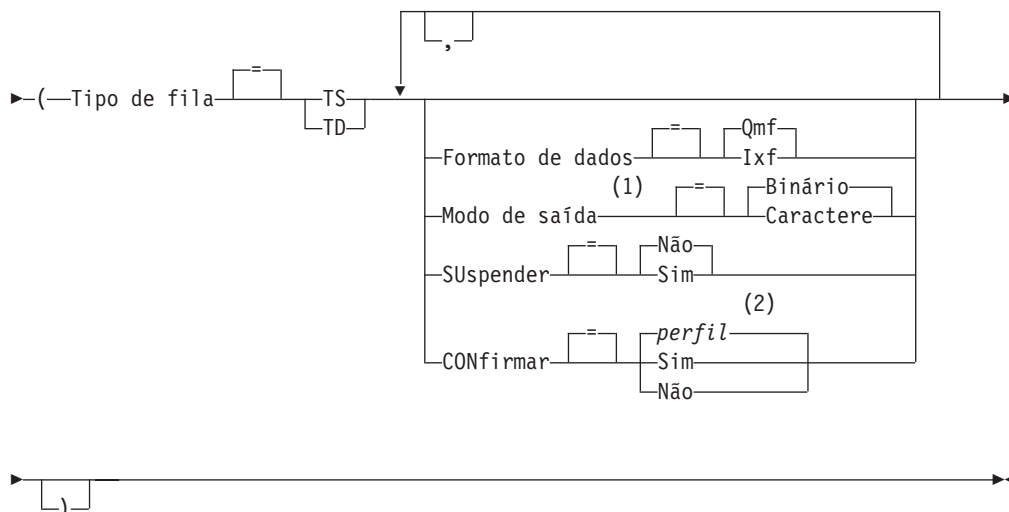 ,
=
( Tipo de fila TS
TD
= Qmf
Formato de dados Ixf
(1) = Binário
Modo de saída Caractere
= Não
SUspender Sim
(2)
= perfil
CONfirmar Sim
Não
)